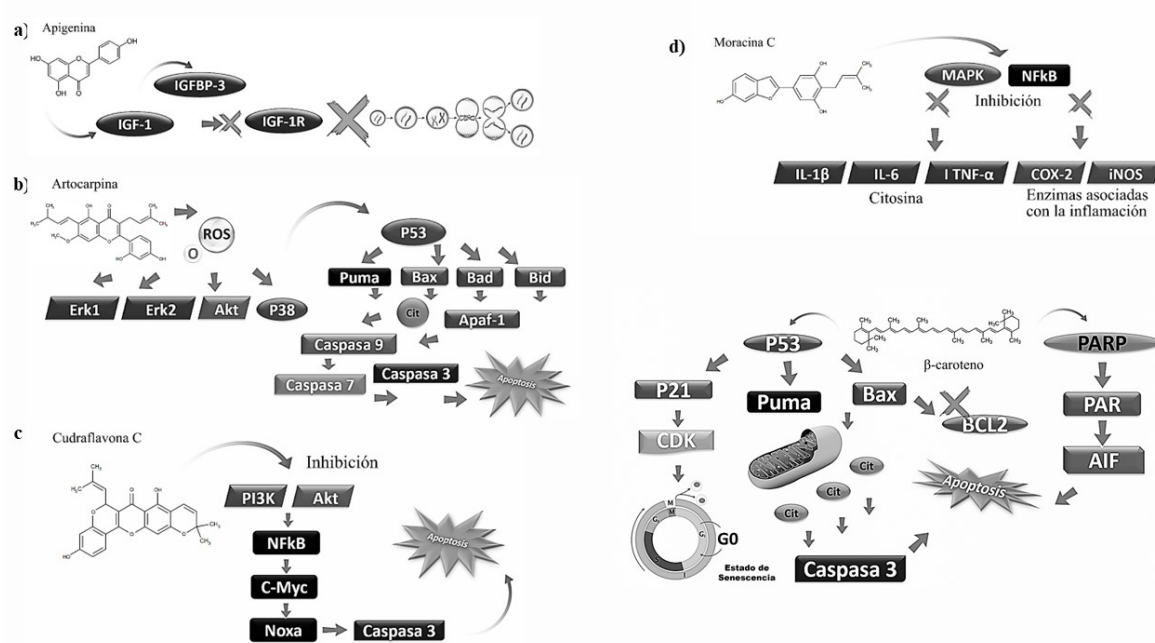 a)
Apigenina
OH
HO
OH
O
IGFBP-3
IGF-1
IGF-1R
b)
Artocarpina
ROS
O
P53
Puma
Bax
Bad
Bid
Erk1
Erk2
Akt
P38
Cit
Apaf-1
Caspasa 9
Caspasa 7
Caspasa 3
Apoptosis
c
Cudraflavona C
Inhibición
PI3K
Akt
NFkB
C-Myc
Noxa
Caspasa 3
Apoptosis
d)
Moracina C
MAPK
NFkB
Inhibición
IL-1β
IL-6
I TNF-α
COX-2
iNOS
Citosina
Enzimas asociadas
con la inflamación
P53
β-caroteno
PARP
P21
Puma
Bax
PAR
CDK
BCL2
AIF
Cit
Cit
Cit
Apoptosis
M
M
G0
Estado de
Senescencia
Caspasa 3